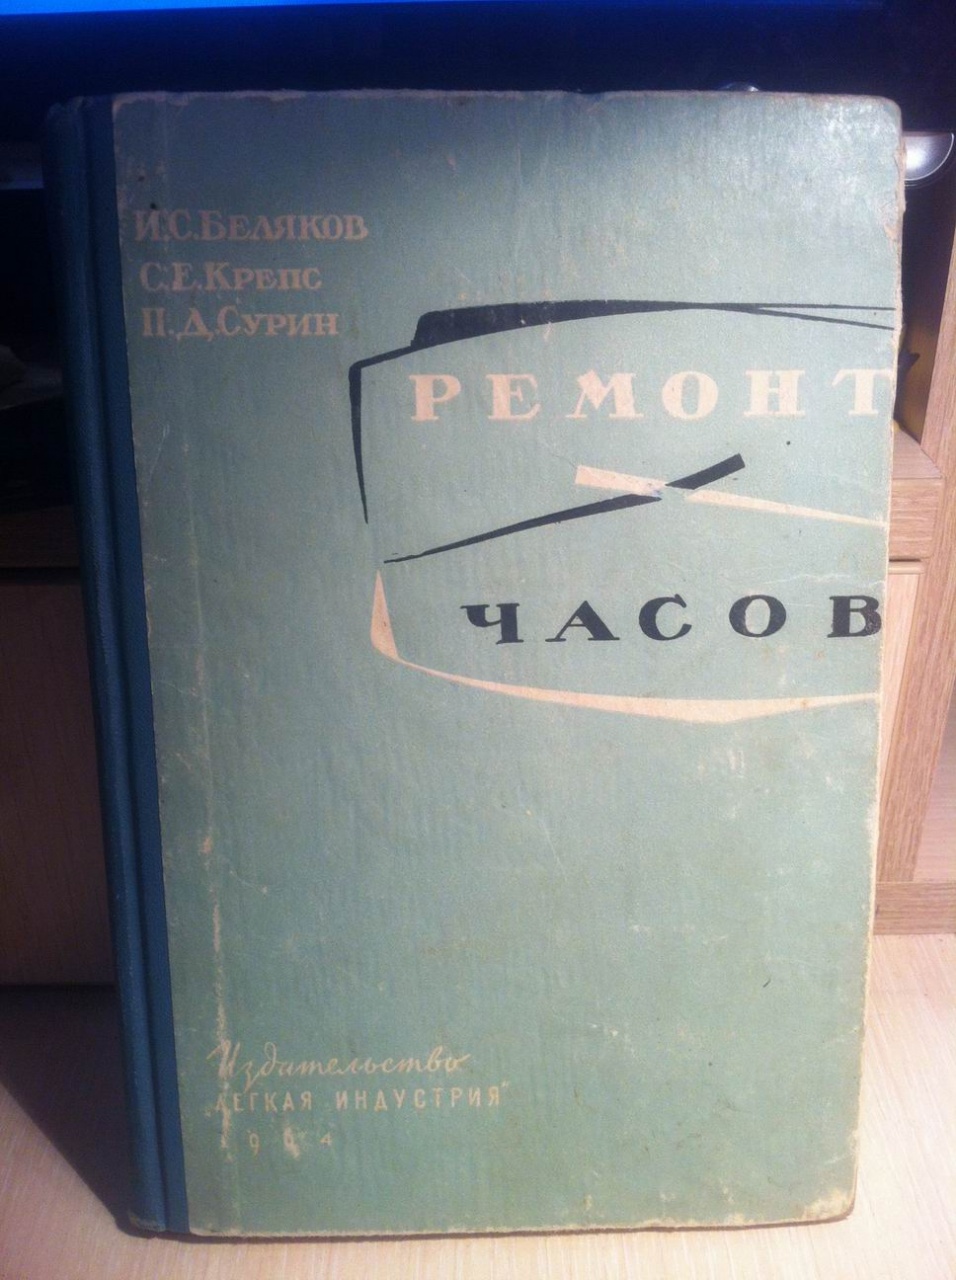 И.С.Беляков
С.Е.Крепс
П.Д.Сурин
РЕМОНТ
ЧАСОВ
Издательство
„ЛЕГКАЯ ИНДУСТРИЯ"